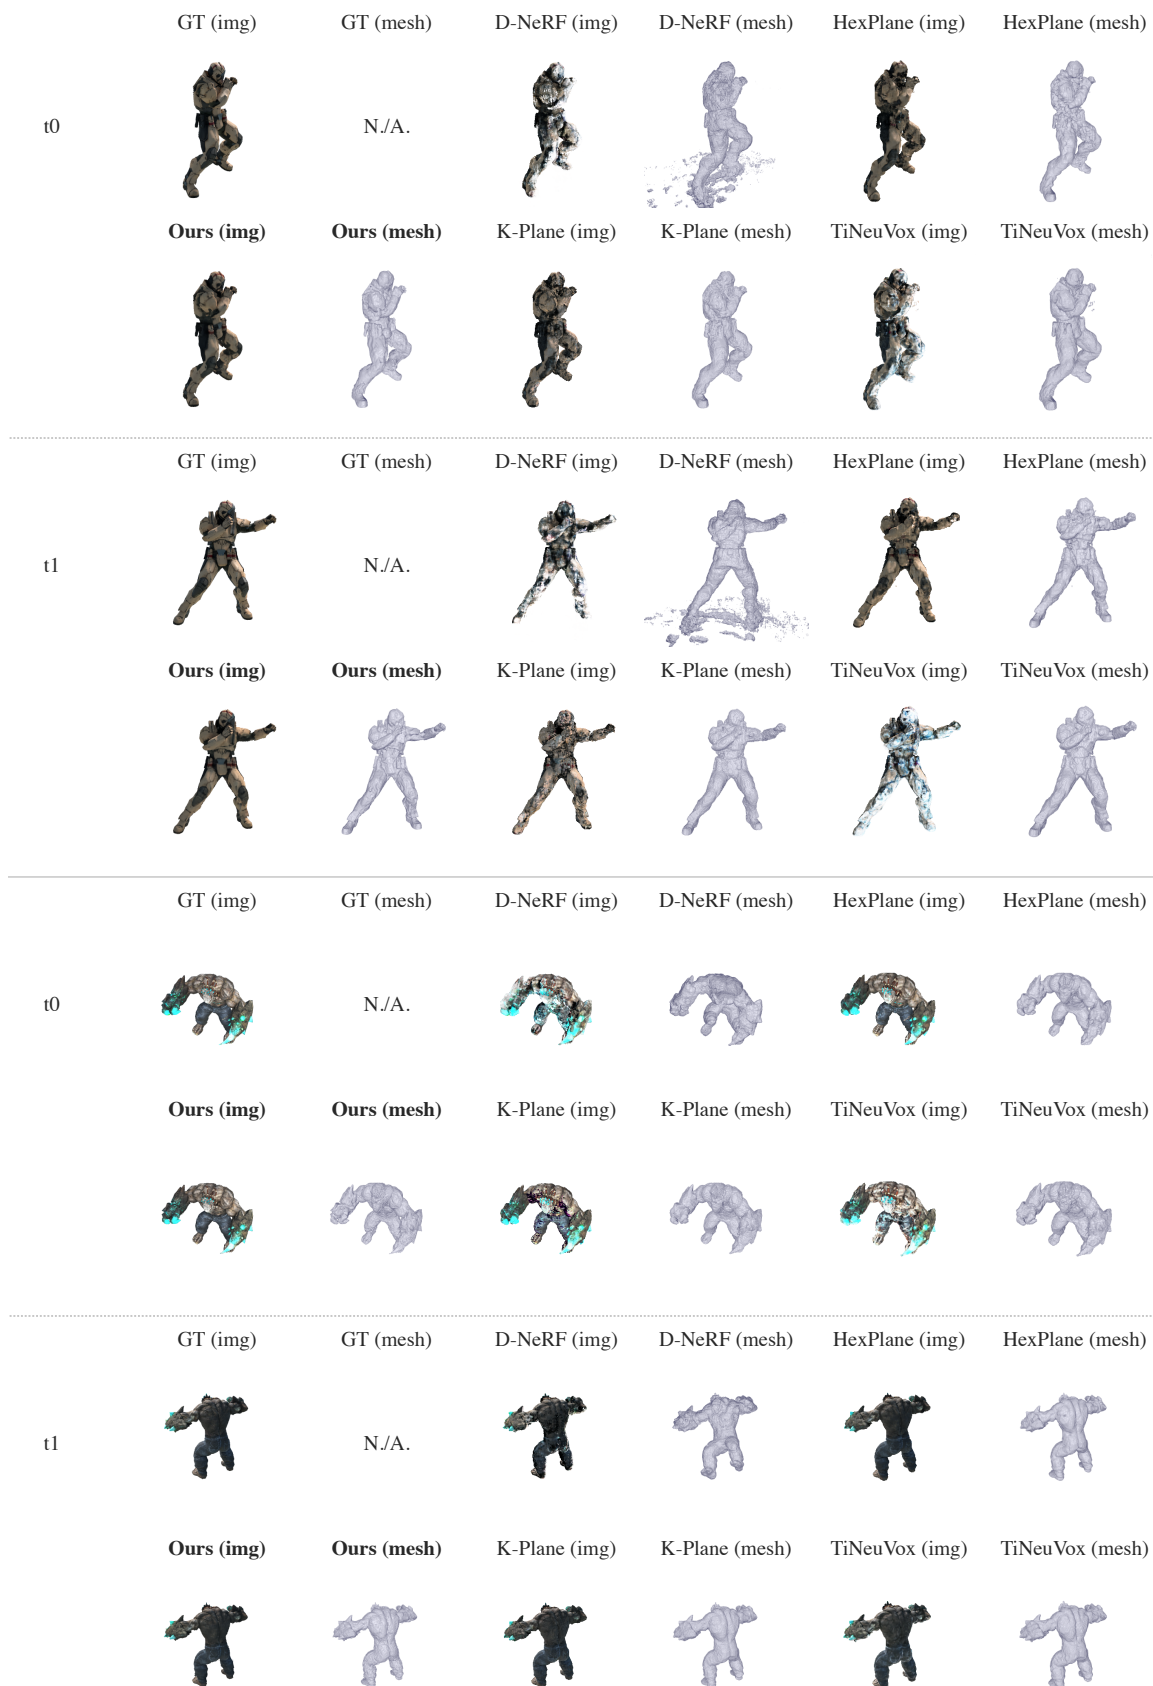 GT (img) GT (mesh) D-NeRF (img) D-NeRF (mesh) HexPlane (img) HexPlane (mesh)
t0 N./A.
Ours (img) Ours (mesh) K-Plane (img) K-Plane (mesh) TiNeuVox (img) TiNeuVox (mesh)
GT (img) GT (mesh) D-NeRF (img) D-NeRF (mesh) HexPlane (img) HexPlane (mesh)
t1 N./A.
Ours (img) Ours (mesh) K-Plane (img) K-Plane (mesh) TiNeuVox (img) TiNeuVox (mesh)
GT (img) GT (mesh) D-NeRF (img) D-NeRF (mesh) HexPlane (img) HexPlane (mesh)
t0 N./A.
Ours (img) Ours (mesh) K-Plane (img) K-Plane (mesh) TiNeuVox (img) TiNeuVox (mesh)
GT (img) GT (mesh) D-NeRF (img) D-NeRF (mesh) HexPlane (img) HexPlane (mesh)
t1 N./A.
Ours (img) Ours (mesh) K-Plane (img) K-Plane (mesh) TiNeuVox (img) TiNeuVox (mesh)